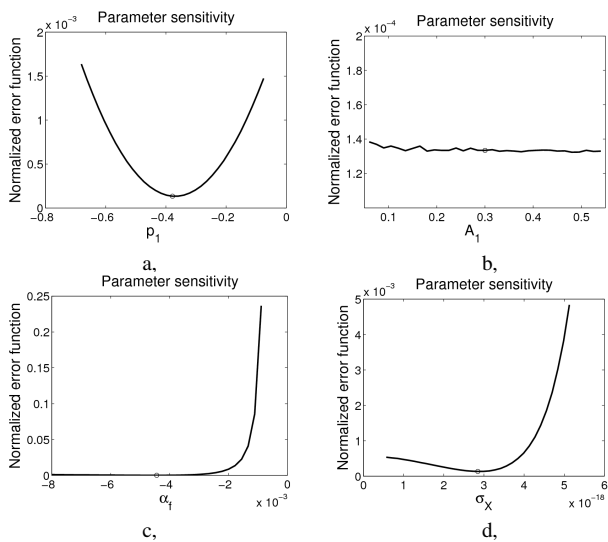 Parameter sensitivity
x 10^-3
Normalized error function
2
1.5
1
0.5
0
−0.8 −0.6 −0.4 −0.2 0
p_1
a,
Parameter sensitivity
x 10^-4
Normalized error function
2
1.8
1.6
1.4
1.2
0.1 0.2 0.3 0.4 0.5
A_1
b,
Parameter sensitivity
Normalized error function
0.25
0.2
0.15
0.1
0.05
0
−8 −6 −4 −2 0
α_f
x 10^-3
c,
Parameter sensitivity
x 10^-3
Normalized error function
5
4
3
2
1
0
0 1 2 3 4 5 6
σ_X
x 10^-18
d,